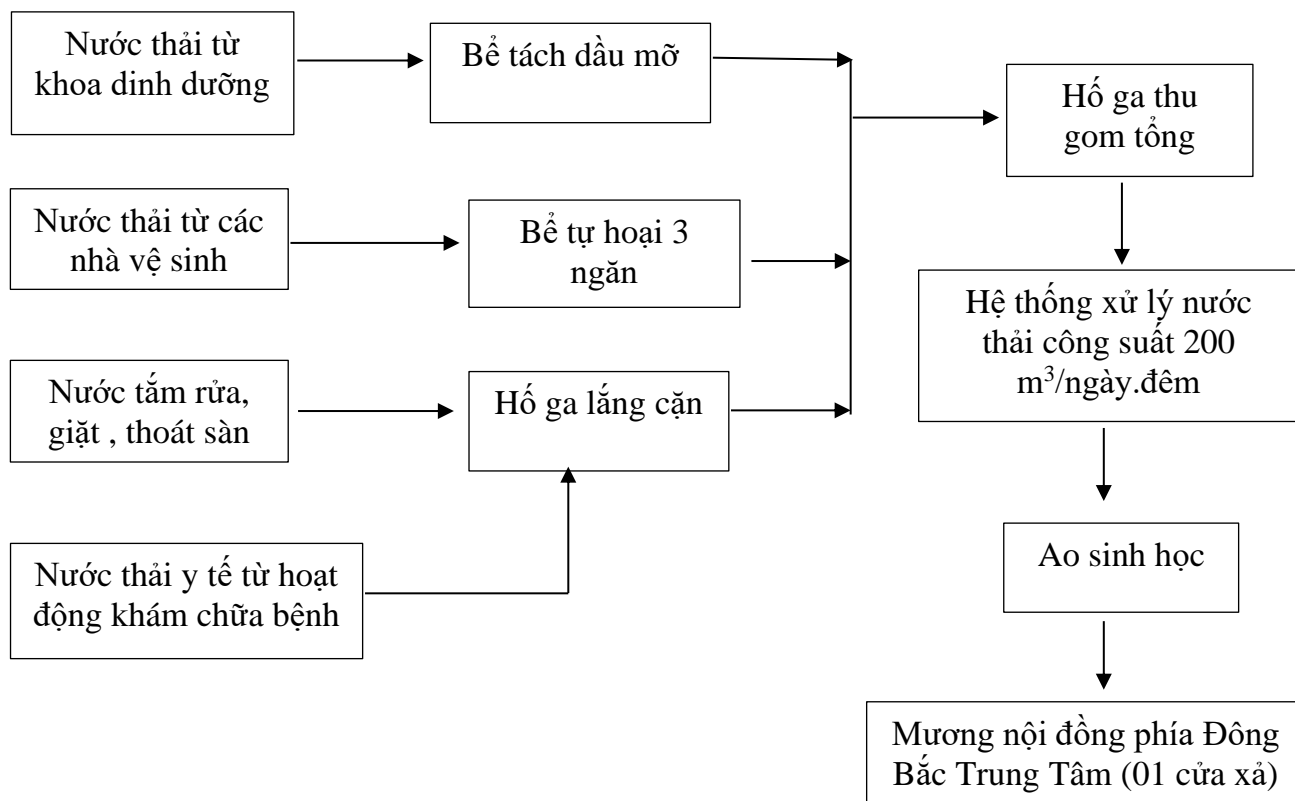 Nước thải từ
khoa dinh dưỡng
Bể tách dầu mỡ
Hố ga thu
gom tổng
Nước thải từ các
nhà vệ sinh
Bể tự hoại 3
ngăn
Hệ thống xử lý nước
thải công suất 200
m³/ngày.đêm
Nước tắm rửa,
giặt , thoát sàn
Hố ga lắng cặn
Nước thải y tế từ hoạt
động khám chữa bệnh
Ao sinh học
Mương nội đồng phía Đông
Bắc Trung Tâm (01 cửa xả)